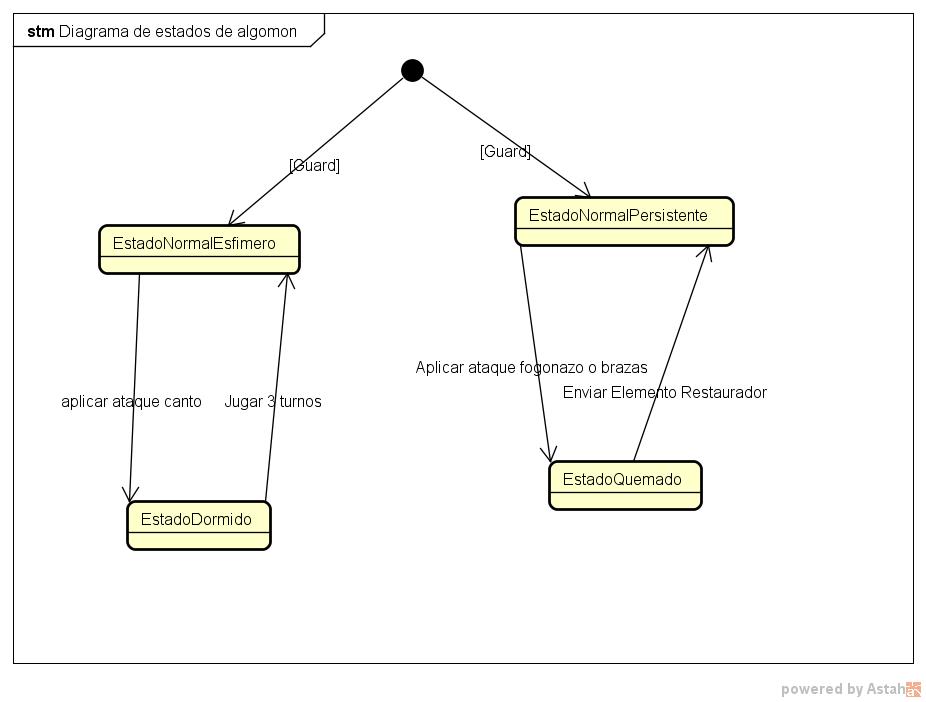 stm Diagrama de estados de algomon
[Guard]
[Guard]
EstadoNormalPersistente
EstadoNormalEsfimero
Aplicar ataque fogonazo o brazas
Enviar Elemento Restaurador
aplicar ataque canto
Jugar 3 turnos
EstadoQuemado
EstadoDormido
powered by Astah